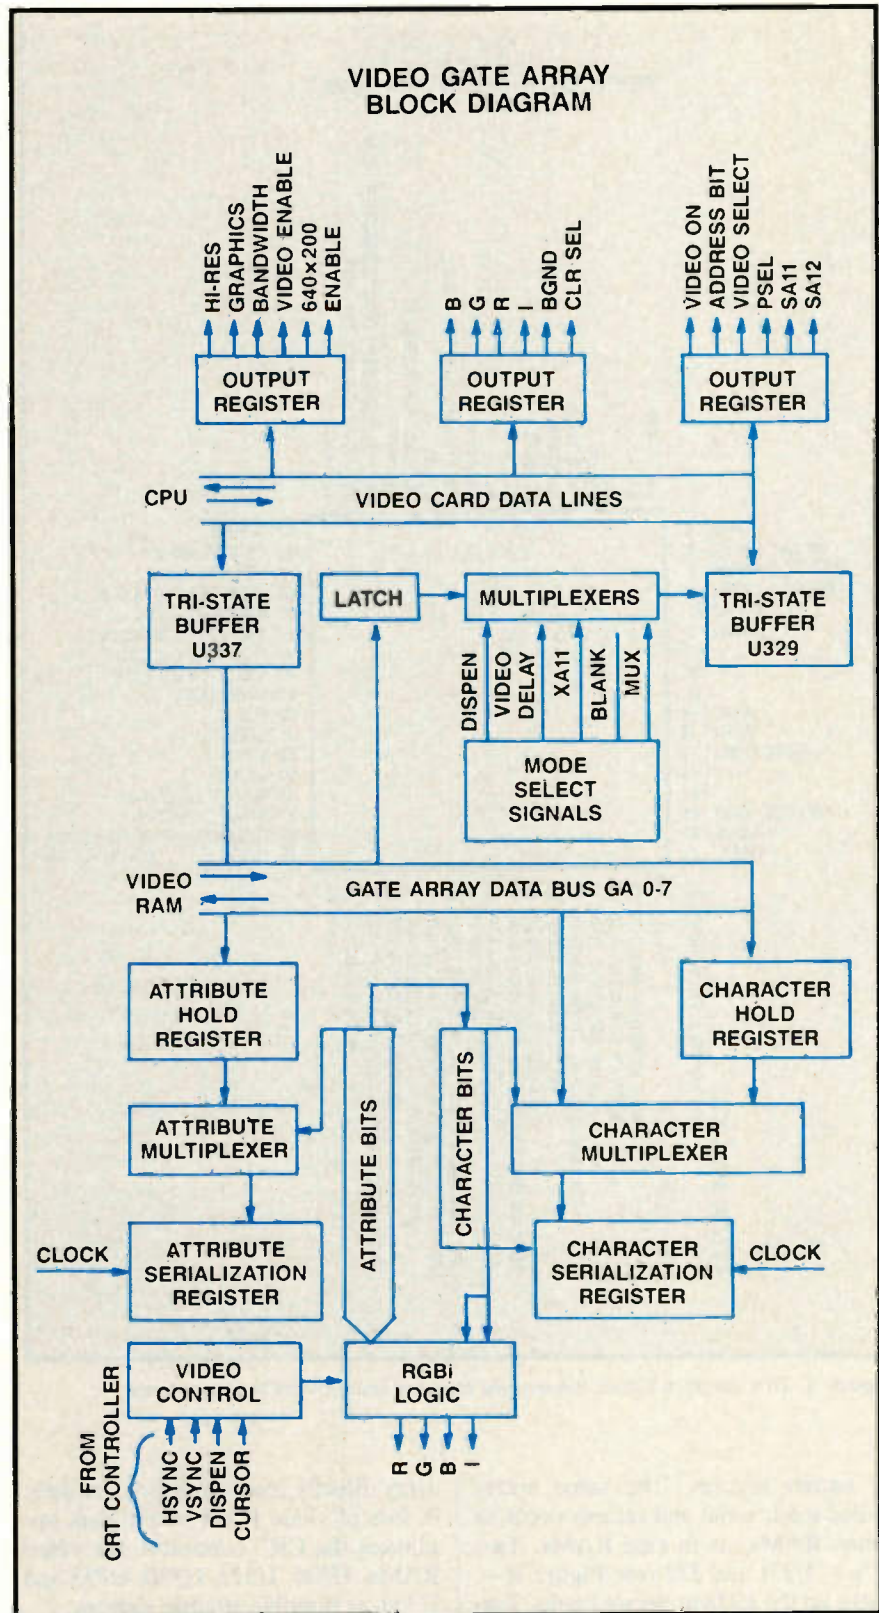 VIDEO GATE ARRAY
BLOCK DIAGRAM
HI-RES
GRAPHICS
BANDWIDTH
VIDEO ENABLE
640x200
ENABLE
B
G
R
I
BGND
CLR SEL
VIDEO ON
ADDRESS BIT
VIDEO SELECT
PSEL
SA11
SA12
OUTPUT
REGISTER
OUTPUT
REGISTER
OUTPUT
REGISTER
CPU
VIDEO CARD DATA LINES
TRI-STATE
BUFFER
U337
LATCH
MULTIPLEXERS
TRI-STATE
BUFFER
U329
DISPEN
VIDEO
DELAY
XA11
BLANK
MUX
MODE
SELECT
SIGNALS
VIDEO
RAM
GATE ARRAY DATA BUS GA 0-7
ATTRIBUTE
HOLD
REGISTER
CHARACTER
HOLD
REGISTER
ATTRIBUTE
MULTIPLEXER
ATTRIBUTE BITS
CHARACTER BITS
CHARACTER
MULTIPLEXER
CLOCK
ATTRIBUTE
SERIALIZATION
REGISTER
CHARACTER
SERIALIZATION
REGISTER
CLOCK
VIDEO
CONTROL
RGBi
LOGIC
FROM
CRT CONTROLLER
HSYNC
VSYNC
DISPEN
CURSOR
R
G
B
I